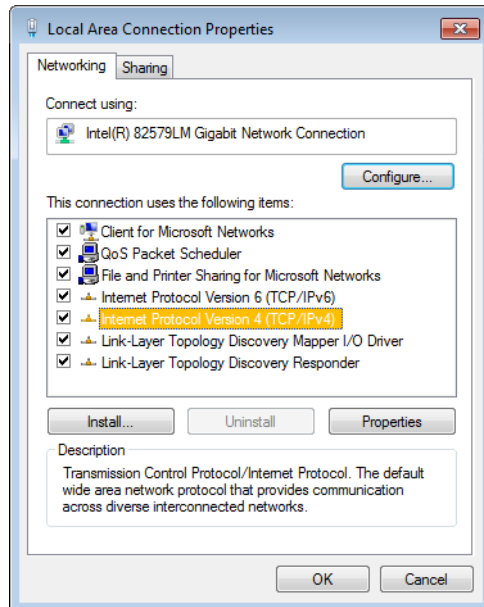 Local Area Connection Properties
Networking
Sharing
Connect using:
Intel(R) 82579LM Gigabit Network Connection
Configure...
This connection uses the following items:
Client for Microsoft Networks
QoS Packet Scheduler
File and Printer Sharing for Microsoft Networks
Internet Protocol Version 6 (TCP/IPv6)
Internet Protocol Version 4 (TCP/IPv4)
Link-Layer Topology Discovery Mapper I/O Driver
Link-Layer Topology Discovery Responder
Install...
Uninstall
Properties
Description
Transmission Control Protocol/Internet Protocol. The default
wide area network protocol that provides communication
across diverse interconnected networks.
OK
Cancel